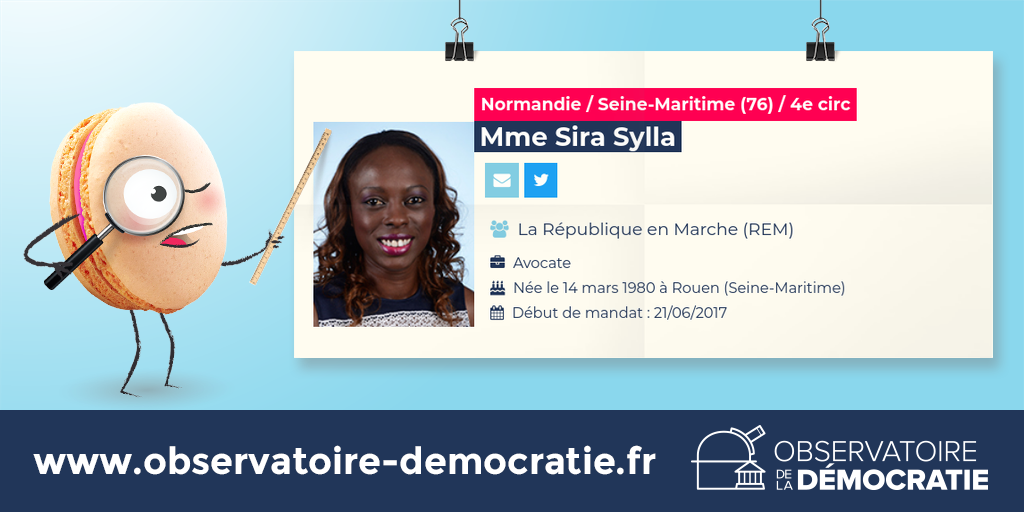 Normandie / Seine-Maritime (76) / 4e circ
Mme Sira Sylla
La République en Marche (REM)
Avocate
Née le 14 mars 1980 à Rouen (Seine-Maritime)
Début de mandat : 21/06/2017
www.observatoire-democratie.fr
OBSERVATOIRE
DE LA DÉMOCRATIE